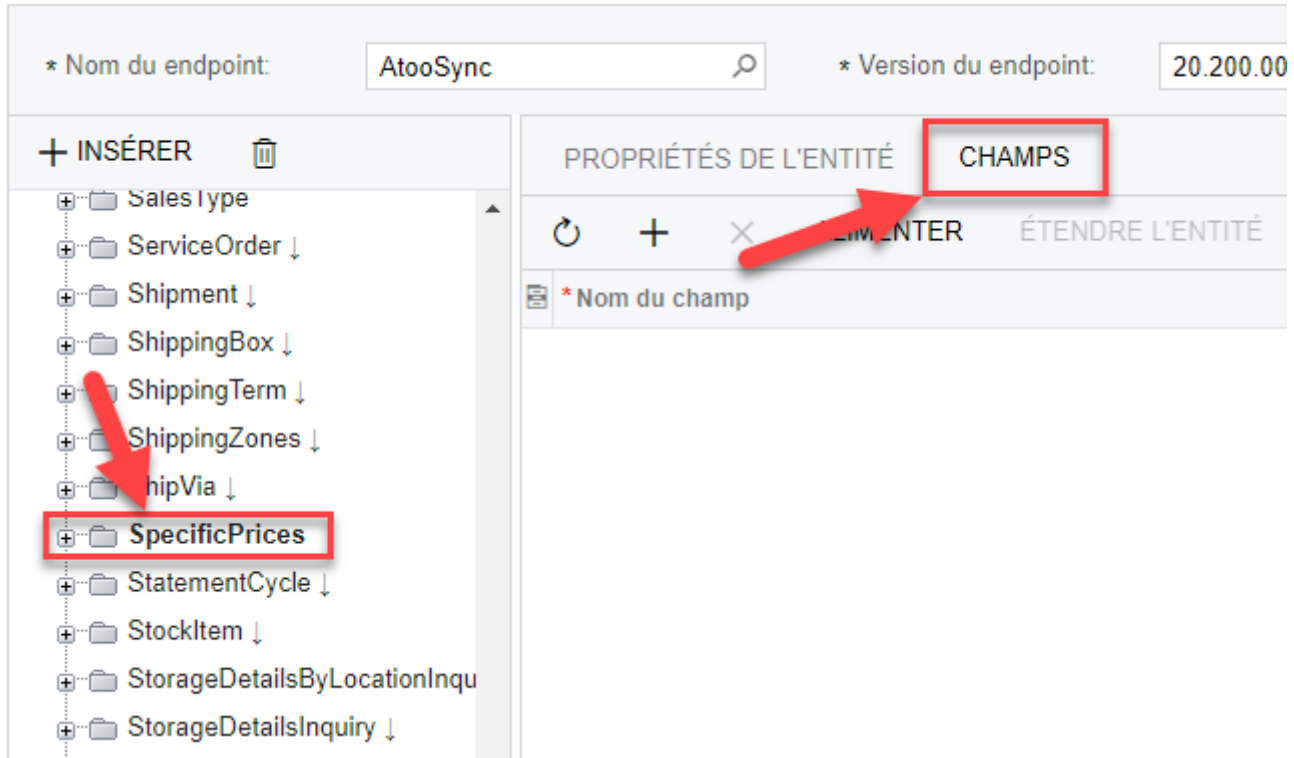 * Nom du endpoint: AtooSync * Version du endpoint: 20.200.00
INSÉRER
PROPRIÉTÉS DE L'ENTITÉ CHAMPS
ÉTENDRE L'ENTITÉ
* Nom du champ
SalesType
ServiceOrder ↓
Shipment ↓
ShippingBox ↓
ShippingTerm ↓
ShippingZones ↓
ShipVia ↓
SpecificPrices
StatementCycle ↓
StockItem ↓
StorageDetailsByLocationInqu
StorageDetailsInquiry ↓